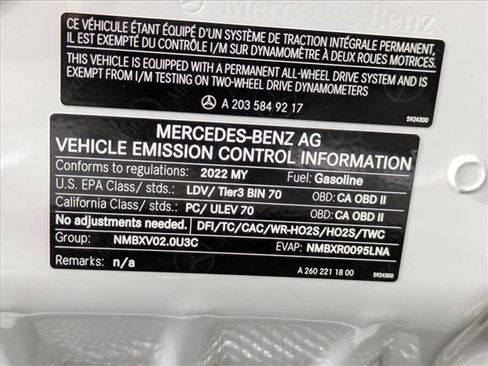 CE VÉHICULE ÉTANT ÉQUIPÉ D'UN SYSTÈME DE TRACTION INTÉGRALE PERMANENT,
IL EST EXEMPTÉ DU CONTRÔLE I/M SUR DYNAMOMÈTRE À DEUX ROUES MOTRICES.
THIS VEHICLE IS EQUIPPED WITH A PERMANENT ALL-WHEEL DRIVE SYSTEM AND IS
EXEMPT FROM I/M TESTING ON TWO-WHEEL DRIVE DYNAMOMETERS
A 203 584 92 17
5924300
MERCEDES-BENZ AG
VEHICLE EMISSION CONTROL INFORMATION
Conforms to regulations: 2022 MY Fuel: Gasoline
U.S. EPA Class/ stds.: LDV/ Tier3 BIN 70 OBD: CA OBD II
California Class/ stds.: PC/ ULEV 70 OBD: CA OBD II
No adjustments needed. DFI/TC/CAC/WR-HO2S/HO2S/TWC
Group: NMBXV02.0U3C EVAP: NMBXR0095LNA
Remarks: n/a A 260 221 18 00 5924300